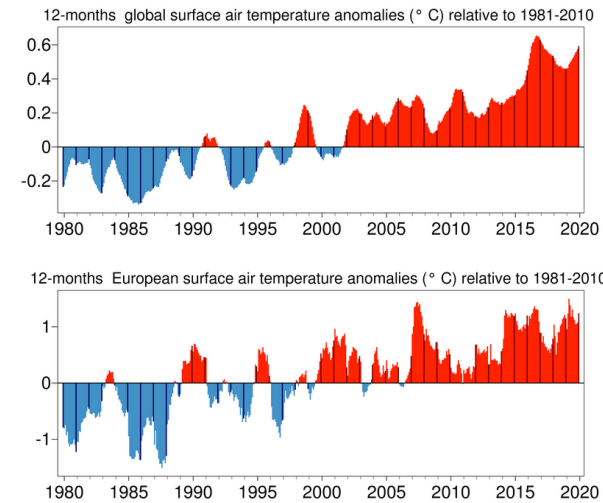 12-months global surface air temperature anomalies (° C) relative to 1981-2010
0.6
0.4
0.2
0
-0.2
1980 1985 1990 1995 2000 2005 2010 2015 2020
12-months European surface air temperature anomalies (° C) relative to 1981-2010
1
0
-1
1980 1985 1990 1995 2000 2005 2010 2015 2020